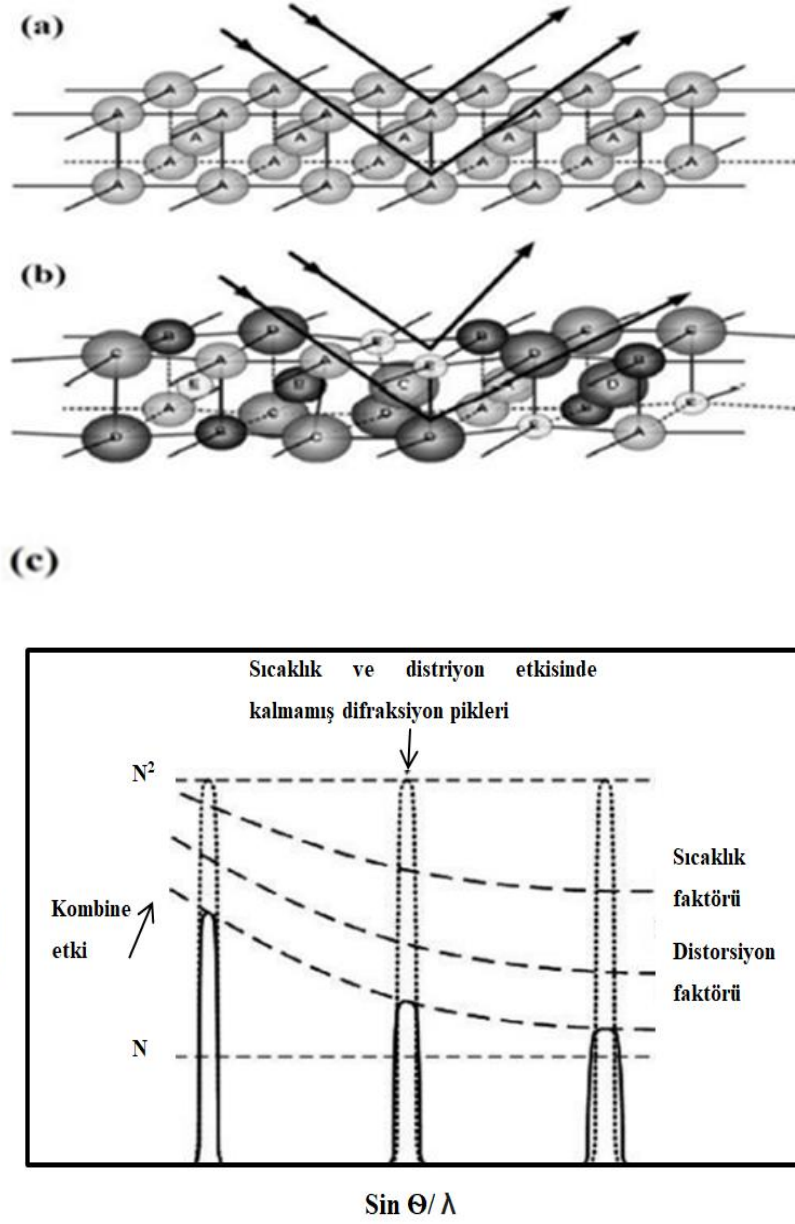 (a)
A A A A A A A
A A A A A A A
A A A A
A A A A A A
A A A A A A
(b)
B D E B C C
C A A E D B
E B C A D
A C D A B E
D B C D E A
(c)
Sıcaklık ve distriyon etkisinde
kalmamış difraksiyon pikleri
N²
Sıcaklık
faktörü
Kombine
etki
Distorsiyon
faktörü
N
Sin Θ/ λ